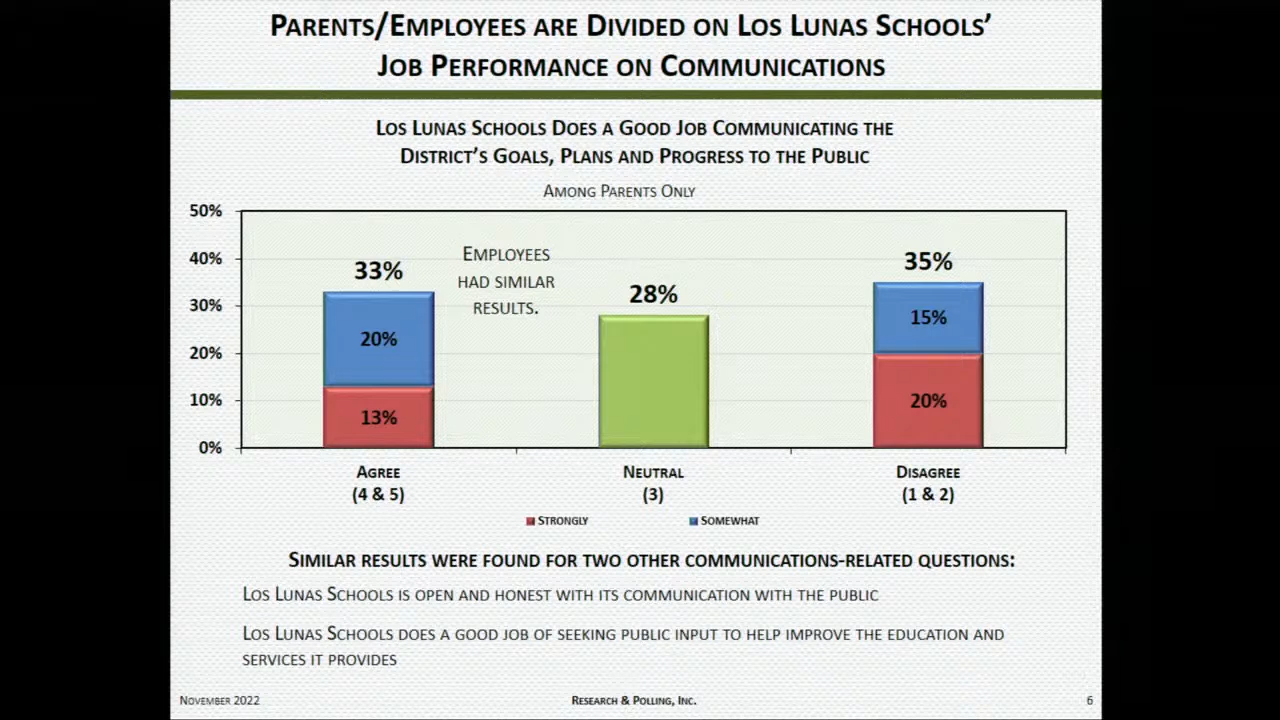 Parents/Employees are Divided on Los Lunas Schools'
Job Performance on Communications
Los Lunas Schools Does a Good Job Communicating the
District's Goals, Plans and Progress to the Public
Among Parents Only
50%
40%
30%
20%
10%
0%
33%
20%
13%
Employees
had similar
results.
28%
35%
15%
20%
Agree
(4 & 5)
Neutral
(3)
Disagree
(1 & 2)
Strongly
Somewhat
Similar results were found for two other communications-related questions:
Los Lunas Schools is open and honest with its communication with the public
Los Lunas Schools does a good job of seeking public input to help improve the education and
services it provides
November 2022
Research & Polling, Inc.
6